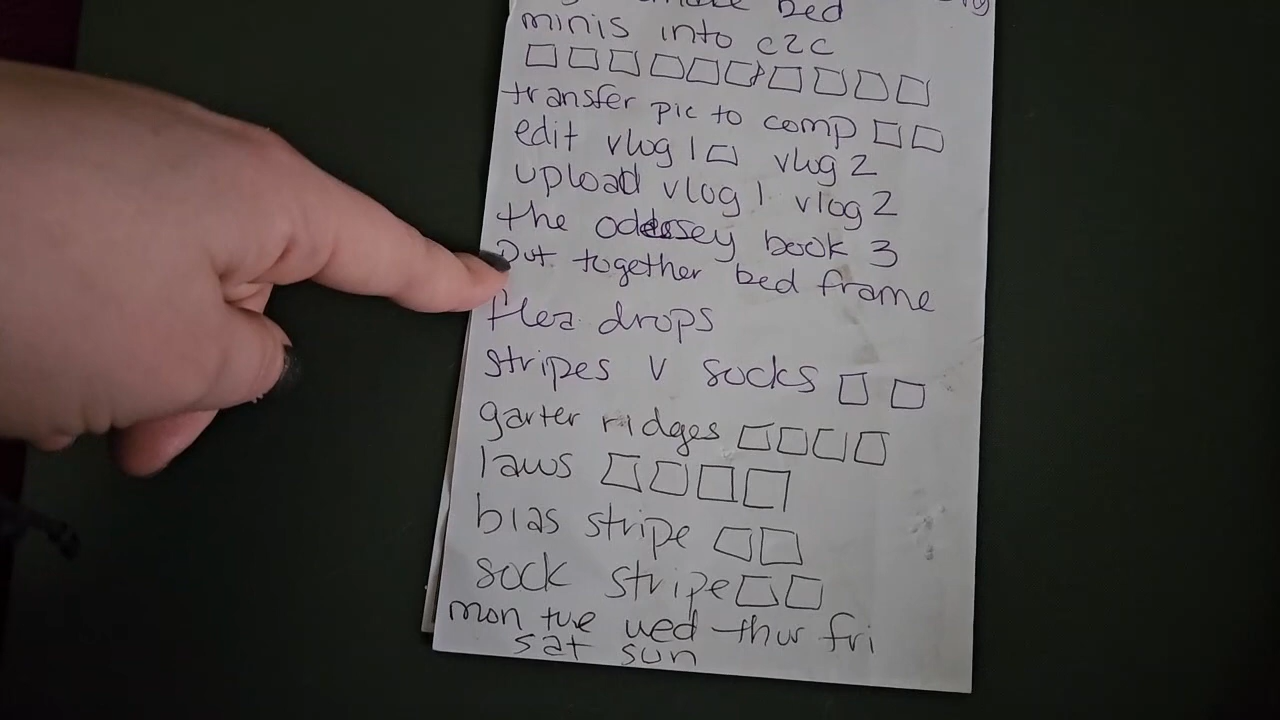 bed
minis into c2c
transfer pic to comp
edit vlog 1 vlog 2
upload vlog 1 vlog 2
the odessey book 3
Put together bed frame
flea drops
stripes v socks
garter ridges
laws
bias stripe
sock stripe
mon tue wed thur fri
sat sun